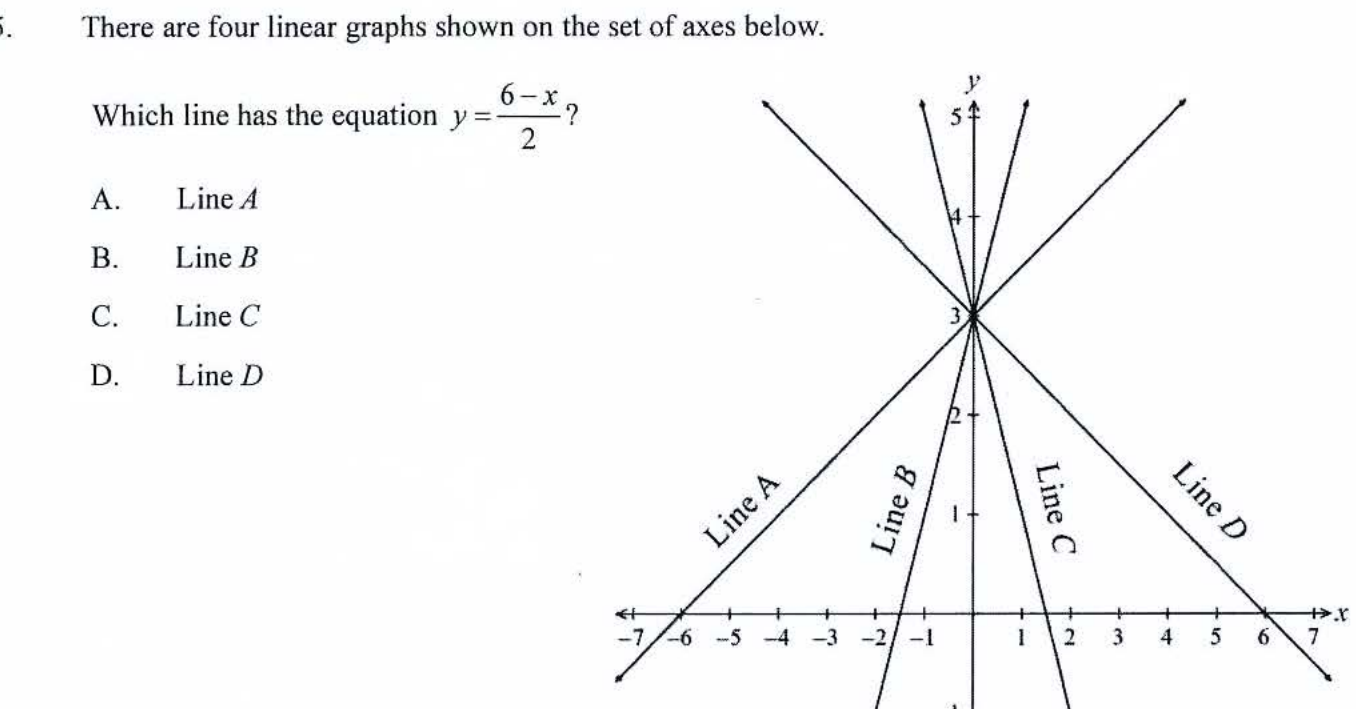 5. There are four linear graphs shown on the set of axes below.
Which line has the equation y = \frac{6-x}{2}?
A. Line A
B. Line B
C. Line C
D. Line D
y
5
4
3
2
1
Line A
Line B
Line C
Line D
-7 -6 -5 -4 -3 -2 -1 1 2 3 4 5 6 7 x